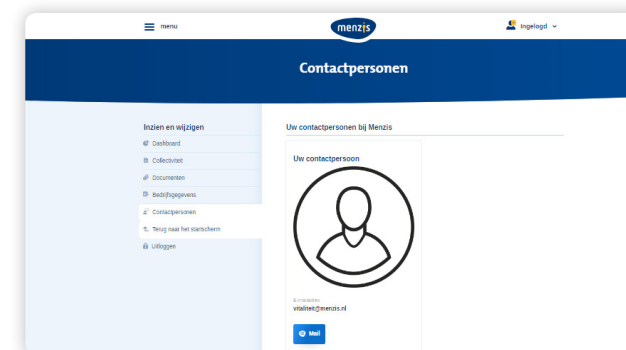 menu
menzis
Ingelogd
Contactpersonen
Inzien en wijzigen
Dashboard
Collectiviteit
Documenten
Bedrijfsgegevens
Contactpersonen
Terug naar het startscherm
Uitloggen
Uw contactpersonen bij Menzis
Uw contactpersoon
E-mailadres
vitaliteit@menzis.nl
Mail